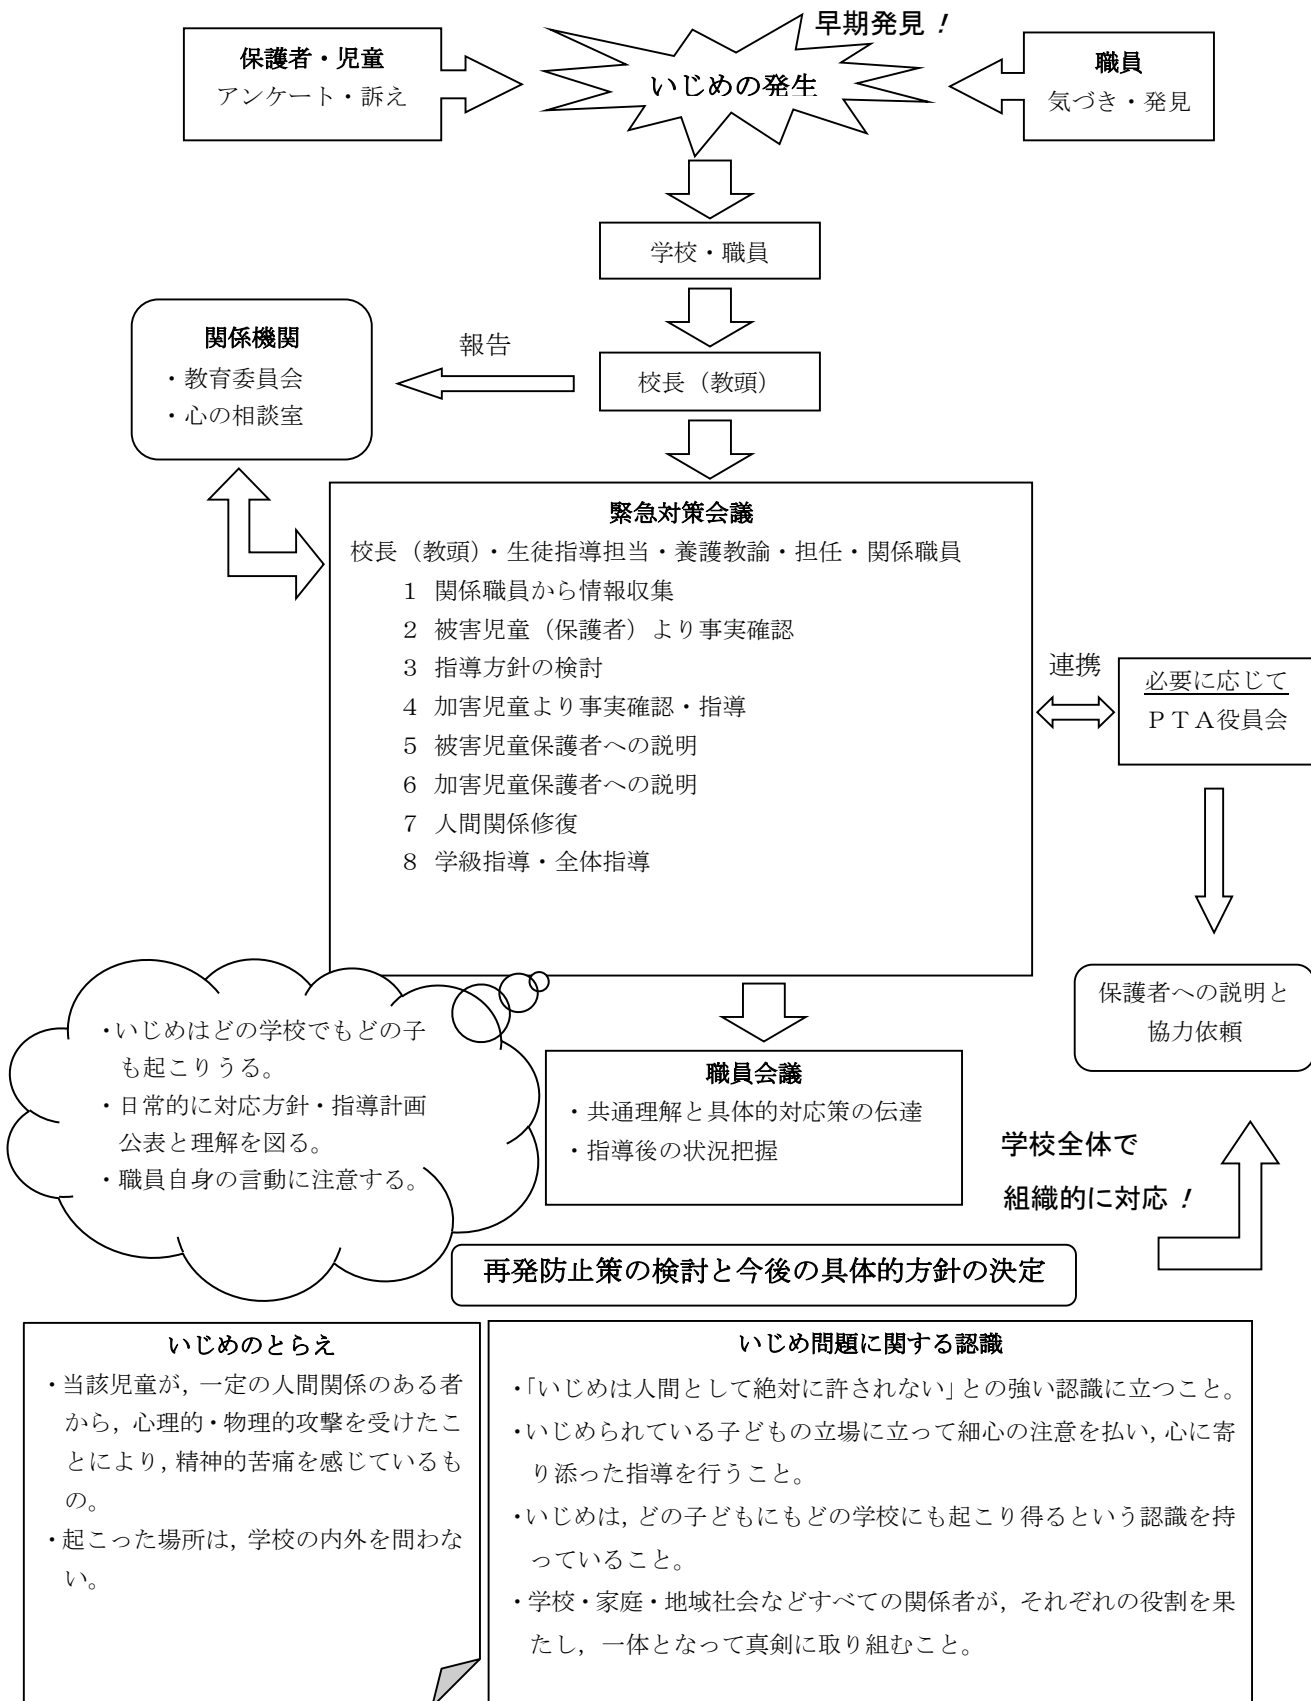 早期発見！
保護者・児童
アンケート・訴え
いじめの発生
職員
気づき・発見
学校・職員
関係機関
・教育委員会
・心の相談室
報告
校長（教頭）
緊急対策会議
校長（教頭）・生徒指導担当・養護教諭・担任・関係職員
１ 関係職員から情報収集
２ 被害児童（保護者）より事実確認
３ 指導方針の検討
４ 加害児童より事実確認・指導
５ 被害児童保護者への説明
６ 加害児童保護者への説明
７ 人間関係修復
８ 学級指導・全体指導
連携
必要に応じて
ＰＴＡ役員会
保護者への説明と
協力依頼
・いじめはどの学校でもどの子
も起こりうる。
・日常的に対応方針・指導計画
公表と理解を図る。
・職員自身の言動に注意する。
職員会議
・共通理解と具体的対応策の伝達
・指導後の状況把握
学校全体で
組織的に対応！
再発防止策の検討と今後の具体的方針の決定
いじめのとらえ
・当該児童が，一定の人間関係のある者
から，心理的・物理的攻撃を受けたこ
とにより，精神的苦痛を感じているも
の。
・起こった場所は，学校の内外を問わな
い。
いじめ問題に関する認識
・「いじめは人間として絶対に許されない」との強い認識に立つこと。
・いじめられている子どもの立場に立って細心の注意を払い，心に寄
り添った指導を行うこと。
・いじめは，どの子どもにもどの学校にも起こり得るという認識を持
っていること。
・学校・家庭・地域社会などすべての関係者が，それぞれの役割を果
たし，一体となって真剣に取り組むこと。